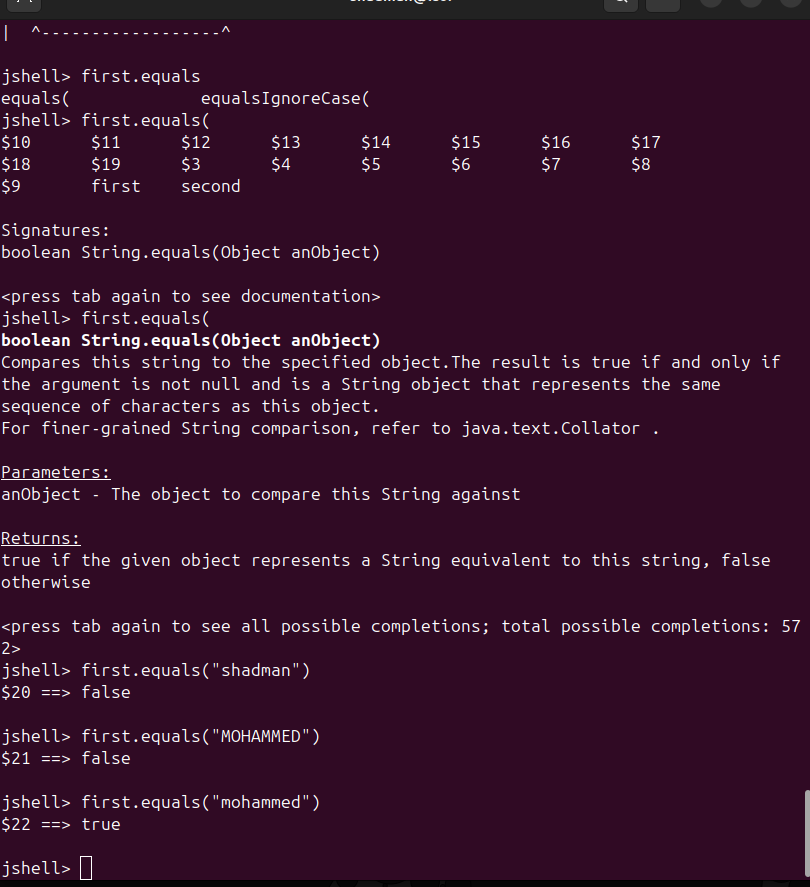 |  ^------------------^
jshell> first.equals
equals(             equalsIgnoreCase(
jshell> first.equals(
$10      $11      $12      $13      $14      $15      $16      $17
$18      $19      $3       $4       $5       $6       $7       $8
$9       first    second
Signatures:
boolean String.equals(Object anObject)
<press tab again to see documentation>
jshell> first.equals(
boolean String.equals(Object anObject)
Compares this string to the specified object.The result is true if and only if
the argument is not null and is a String object that represents the same
sequence of characters as this object.
For finer-grained String comparison, refer to java.text.Collator .
Parameters:
anObject - The object to compare this String against
Returns:
true if the given object represents a String equivalent to this string, false
otherwise
<press tab again to see all possible completions; total possible completions: 57
2>
jshell> first.equals("shadman")
$20 ==> false
jshell> first.equals("MOHAMMED")
$21 ==> false
jshell> first.equals("mohammed")
$22 ==> true
jshell>